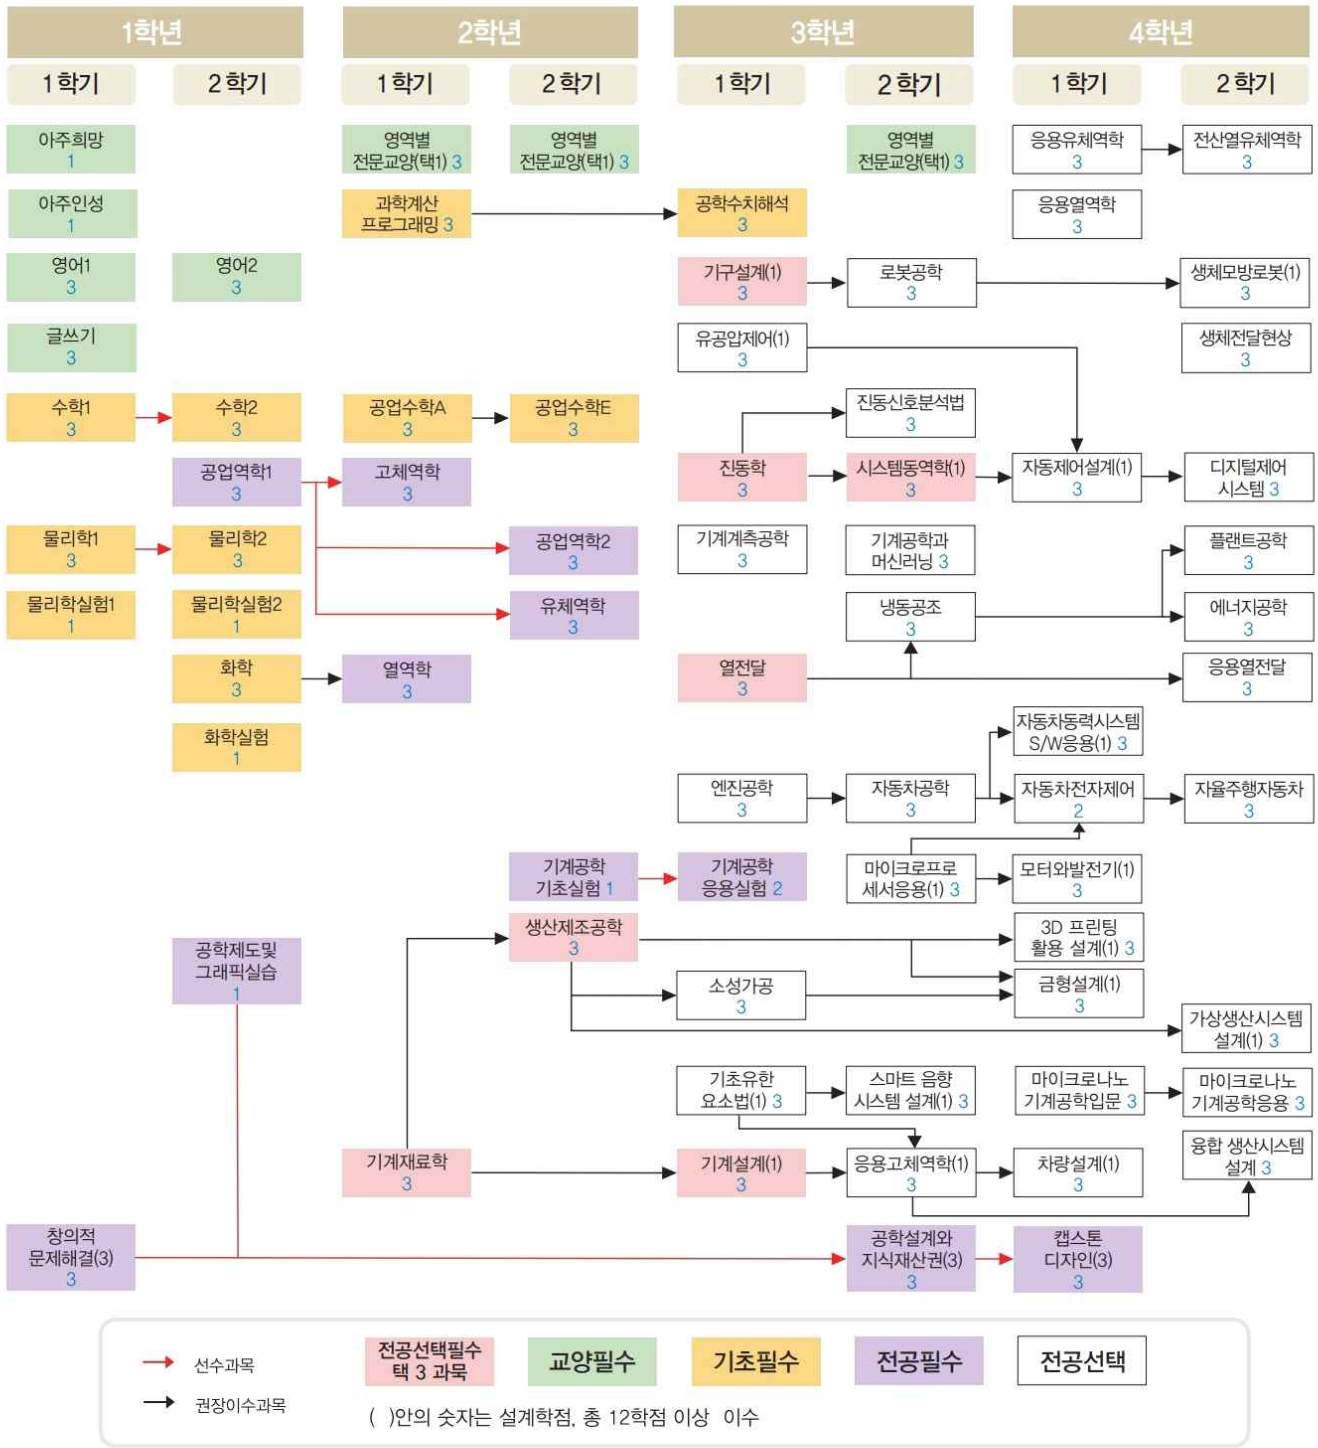 1학년
2학년
3학년
4학년
1학기
2학기
1학기
2학기
1학기
2학기
1학기
2학기
아주희망
1
영역별
전문교양(택1) 3
영역별
전문교양(택1) 3
영역별
전문교양(택1) 3
응용유체역학
3
전산열유체역학
3
아주인성
1
과학계산
프로그래밍 3
공학수치해석
3
응용열역학
3
영어1
3
영어2
3
기구설계(1)
3
로봇공학
3
생체모방로봇(1)
3
글쓰기
3
유공압제어(1)
3
생체전달현상
3
수학1
3
수학2
3
공업수학A
3
공업수학E
3
진동신호분석법
3
공업역학1
3
고체역학
3
진동학
3
시스템동역학(1)
3
자동제어설계(1)
3
디지털제어
시스템 3
물리학1
3
물리학2
3
공업역학2
3
기계계측공학
3
기계공학과
머신러닝 3
플랜트공학
3
물리학실험1
1
물리학실험2
1
유체역학
3
냉동공조
3
에너지공학
3
화학
3
열역학
3
열전달
3
응용열전달
3
화학실험
1
자동차동력시스템
S/W응용(1) 3
엔진공학
3
자동차공학
3
자동차전자제어
2
자율주행자동차
3
기계공학
기초실험 1
기계공학
응용실험 2
마이크로프로
세서응용(1) 3
모터와발전기(1)
3
공학제도및
그래픽실습
1
생산제조공학
3
3D 프린팅
활용 설계(1) 3
소성가공
3
금형설계(1)
3
가상생산시스템
설계(1) 3
기초유한
요소법(1) 3
스마트 음향
시스템 설계(1) 3
마이크로나노
기계공학입문 3
마이크로나노
기계공학응용 3
기계재료학
3
기계설계(1)
3
응용고체역학(1)
3
차량설계(1)
3
융합 생산시스템
설계 3
창의적
문제해결(3)
3
공학설계와
지식재산권(3)
3
캡스톤
디자인(3)
3
선수과목
권장이수과목
전공선택필수
택 3 과목
교양필수
기초필수
전공필수
전공선택
( )안의 숫자는 설계학점, 총 12학점 이상 이수